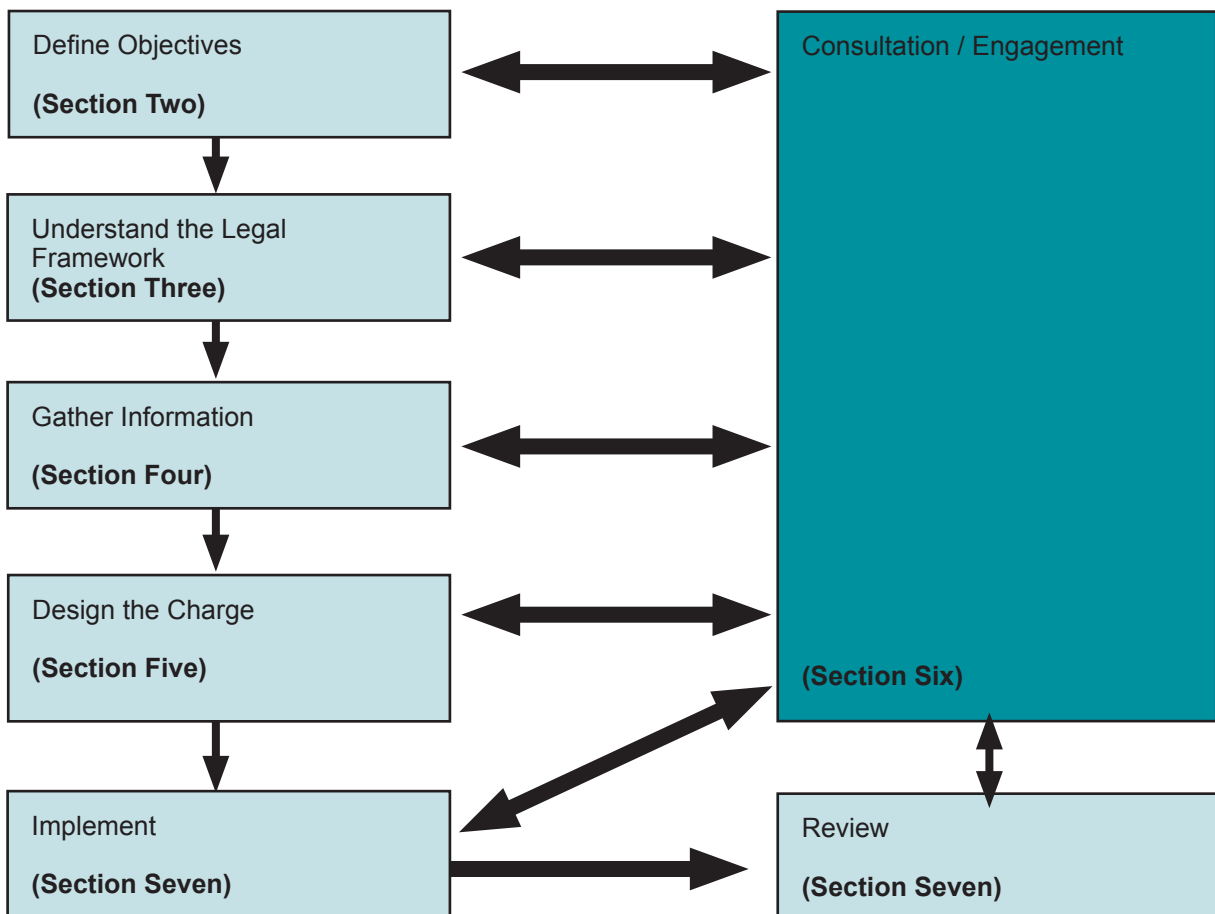 Define Objectives
(Section Two)
Understand the Legal
Framework
(Section Three)
Gather Information
(Section Four)
Design the Charge
(Section Five)
Implement
(Section Seven)
Consultation / Engagement
(Section Six)
Review
(Section Seven)